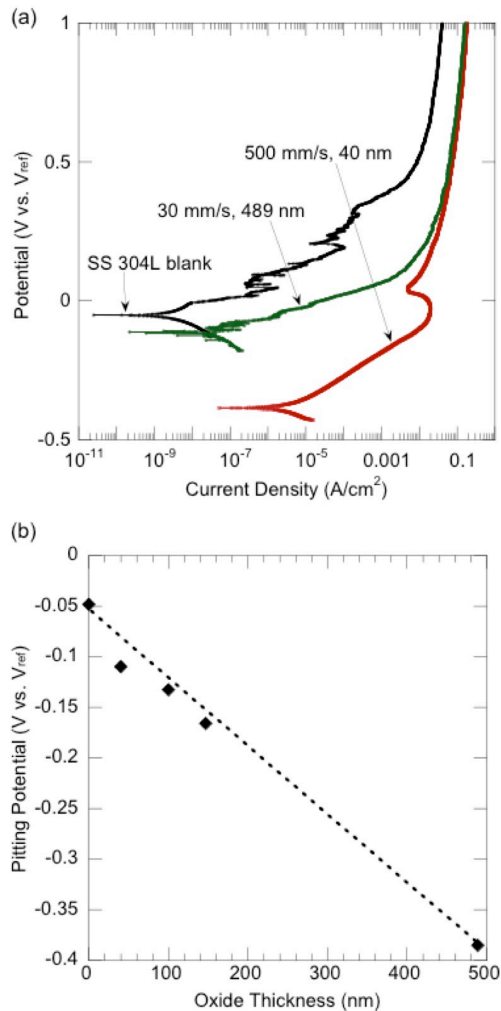 (a)
1
0.5
0
-0.5
Potential (V vs. Vref)
500 mm/s, 40 nm
30 mm/s, 489 nm
SS 304L blank
10-11 10-9 10-7 10-5 0.001 0.1
Current Density (A/cm2)
(b)
0
-0.05
-0.1
-0.15
-0.2
-0.25
-0.3
-0.35
-0.4
Pitting Potential (V vs. Vref)
0 100 200 300 400 500
Oxide Thickness (nm)